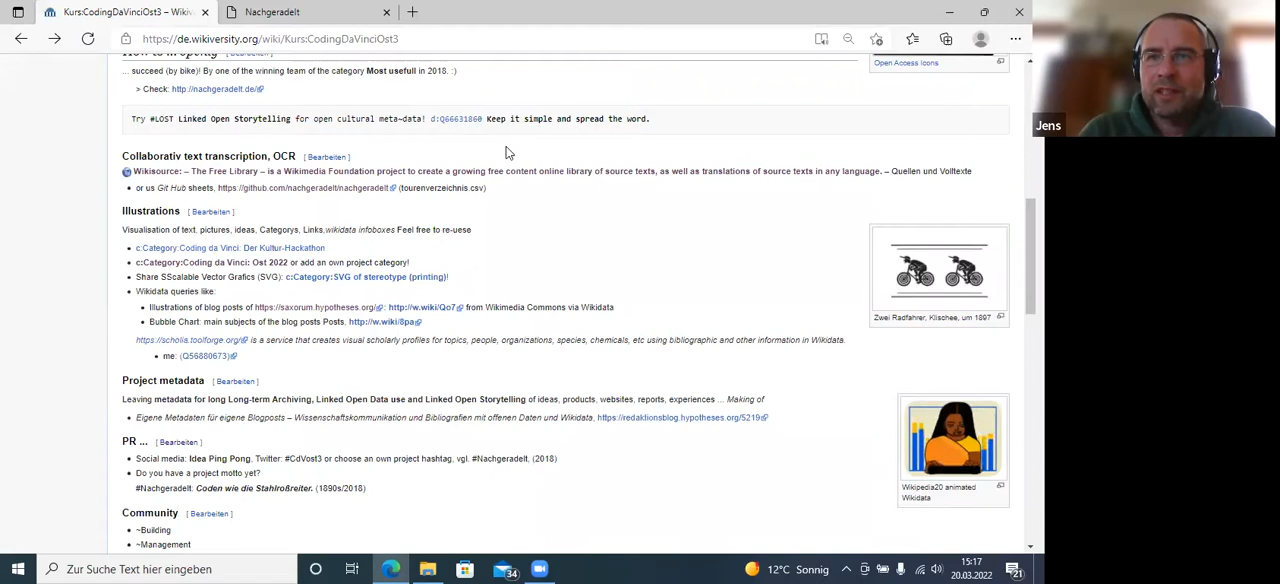 Kurs:CodingDaVinciOst3 – Wikiv
Nachgeradelt
https://de.wikiversity.org/wiki/Kurs:CodingDaVinciOst3
[ Bearbeiten ]
... succeed (by bike)! By one of the winning team of the category Most usefull in 2018. :)
> Check: http://nachgeradelt.de/
Open Access Icons
Try #LOST Linked Open Storytelling for open cultural meta~data! d:Q66631860 Keep it simple and spread the word.
Collaborativ text transcription, OCR [ Bearbeiten ]
Wikisource: – The Free Library – is a Wikimedia Foundation project to create a growing free content online library of source texts, as well as translations of source texts in any language. – Quellen und Volltexte
• or us Git Hub sheets, https://github.com/nachgeradelt/nachgeradelt (tourenverzeichnis.csv)
Illustrations [ Bearbeiten ]
Visualisation of text, pictures, ideas, Categorys, Links,wikidata infoboxes Feel free to re-uese
• c:Category:Coding da Vinci: Der Kultur-Hackathon
• c:Category:Coding da Vinci: Ost 2022 or add an own project category!
• Share SScalable Vector Grafics (SVG): c:Category:SVG of stereotype (printing)!
• Wikidata queries like:
• Illustrations of blog posts of https://saxorum.hypotheses.org/: http://w.wiki/Qo7 from Wikimedia Commons via Wikidata
• Bubble Chart: main subjects of the blog posts Posts, http://w.wiki/8pa
Zwei Radfahrer, Klischee, um 1897
https://scholia.toolforge.org/ is a service that creates visual scholarly profiles for topics, people, organizations, species, chemicals, etc using bibliographic and other information in Wikidata.
• me: (Q56880673)
Project metadata [ Bearbeiten ]
Leaving metadata for long Long-term Archiving, Linked Open Data use and Linked Open Storytelling of ideas, products, websites, reports, experiences ... Making of
• Eigene Metadaten für eigene Blogposts – Wissenschaftskommunikation und Bibliografien mit offenen Daten und Wikidata, https://redaktionsblog.hypotheses.org/5219
PR ... [ Bearbeiten ]
• Social media: Idea Ping Pong, Twitter: #CdVost3 or choose an own project hashtag, vgl. #Nachgeradelt, (2018)
• Do you have a project motto yet?
#Nachgeradelt: Coden wie die Stahlroßreiter. (1890s/2018)
Wikipedia20 animated
Wikidata
Community [ Bearbeiten ]
• ~Building
• ~Management
Jens
Zur Suche Text hier eingeben
34
12°C Sonnig
15:17
20.03.2022
21